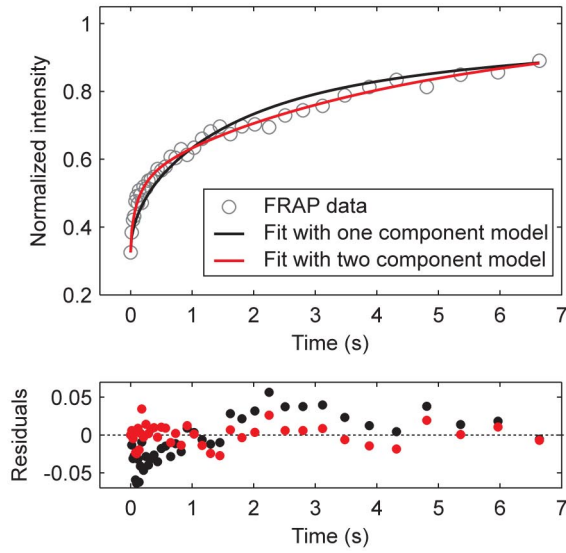 1
0.8
0.6
0.4
0.2
Normalized intensity
FRAP data
Fit with one component model
Fit with two component model
0 1 2 3 4 5 6 7
Time (s)
0.05
0
-0.05
Residuals
0 1 2 3 4 5 6 7
Time (s)